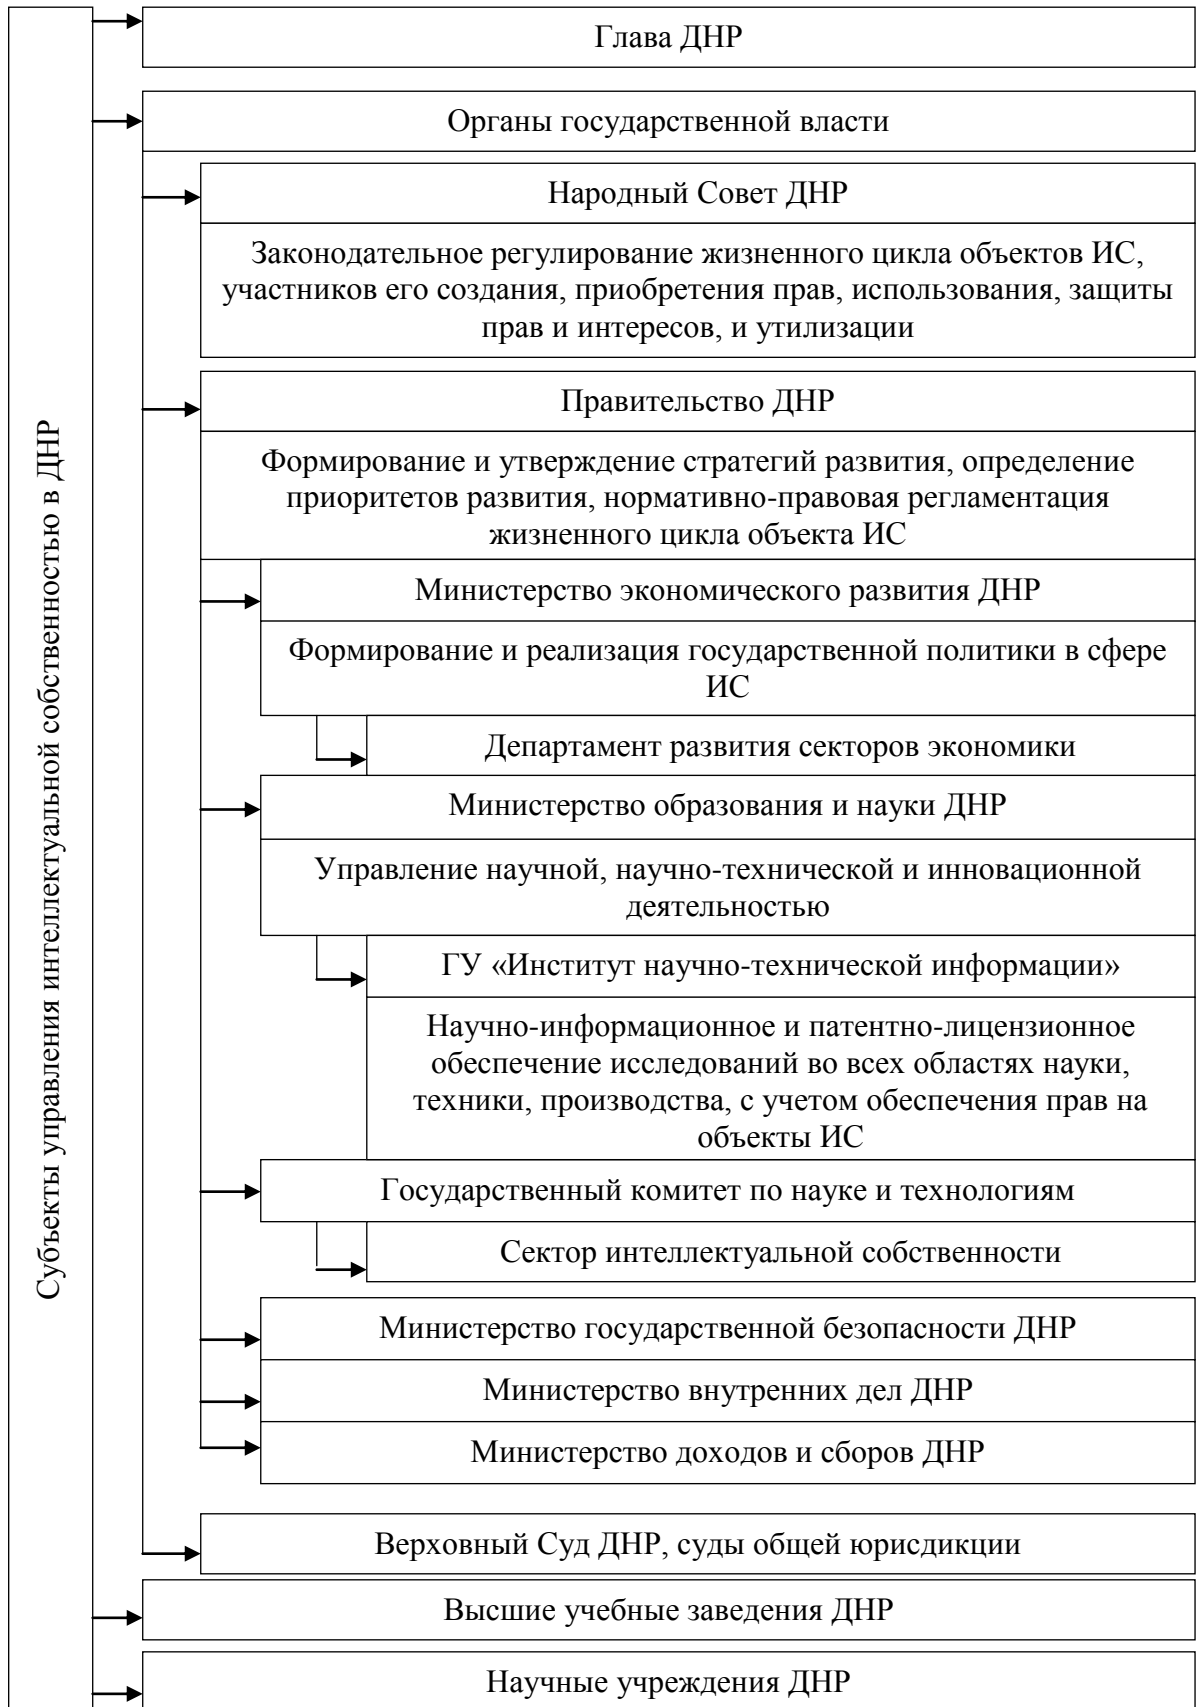 Субъекты управления интеллектуальной собственностью в ДНР
Глава ДНР
Органы государственной власти
Народный Совет ДНР
Законодательное регулирование жизненного цикла объектов ИС,
участников его создания, приобретения прав, использования, защиты
прав и интересов, и утилизации
Правительство ДНР
Формирование и утверждение стратегий развития, определение
приоритетов развития, нормативно-правовая регламентация
жизненного цикла объекта ИС
Министерство экономического развития ДНР
Формирование и реализация государственной политики в сфере
ИС
Департамент развития секторов экономики
Министерство образования и науки ДНР
Управление научной, научно-технической и инновационной
деятельностью
ГУ «Институт научно-технической информации»
Научно-информационное и патентно-лицензионное
обеспечение исследований во всех областях науки,
техники, производства, с учетом обеспечения прав на
объекты ИС
Государственный комитет по науке и технологиям
Сектор интеллектуальной собственности
Министерство государственной безопасности ДНР
Министерство внутренних дел ДНР
Министерство доходов и сборов ДНР
Верховный Суд ДНР, суды общей юрисдикции
Высшие учебные заведения ДНР
Научные учреждения ДНР